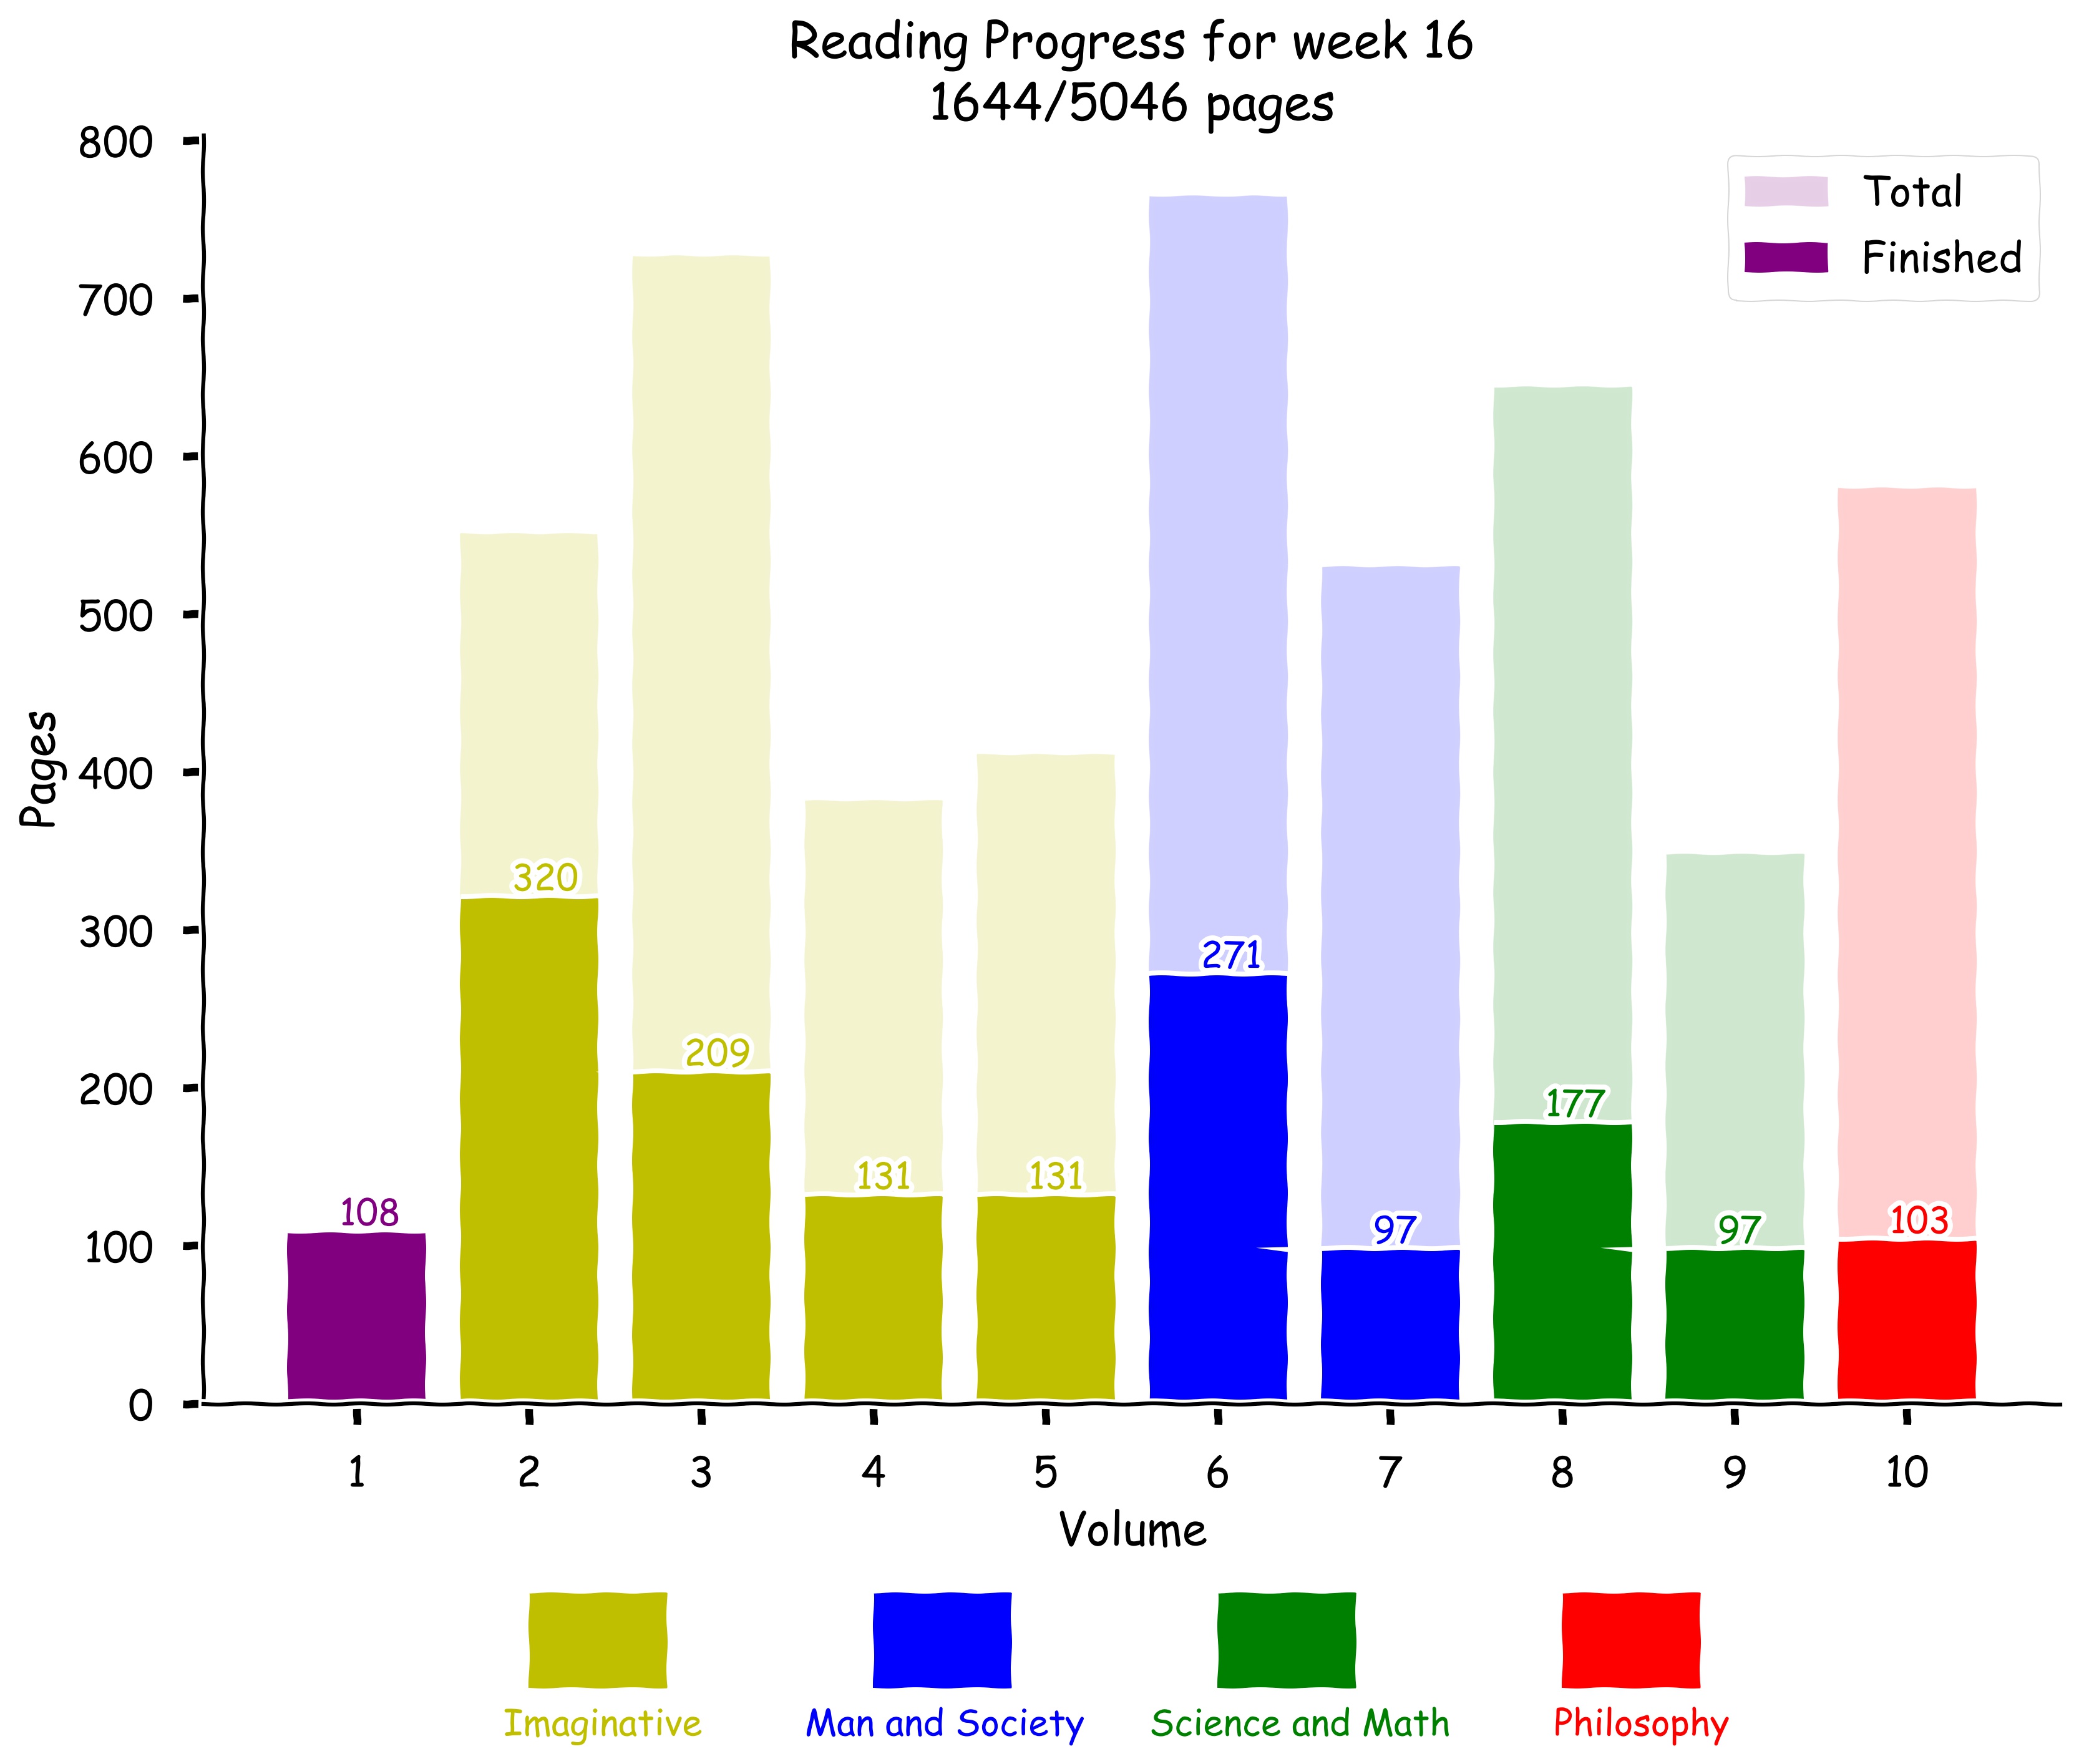 Reading Progress for week 16
1644/5046 pages
Total
Finished
800
700
600
500
400
300
200
100
0
Pages
108
320
209
131
131
271
97
177
97
103
1 2 3 4 5 6 7 8 9 10
Volume
Imaginative Man and Society Science and Math Philosophy